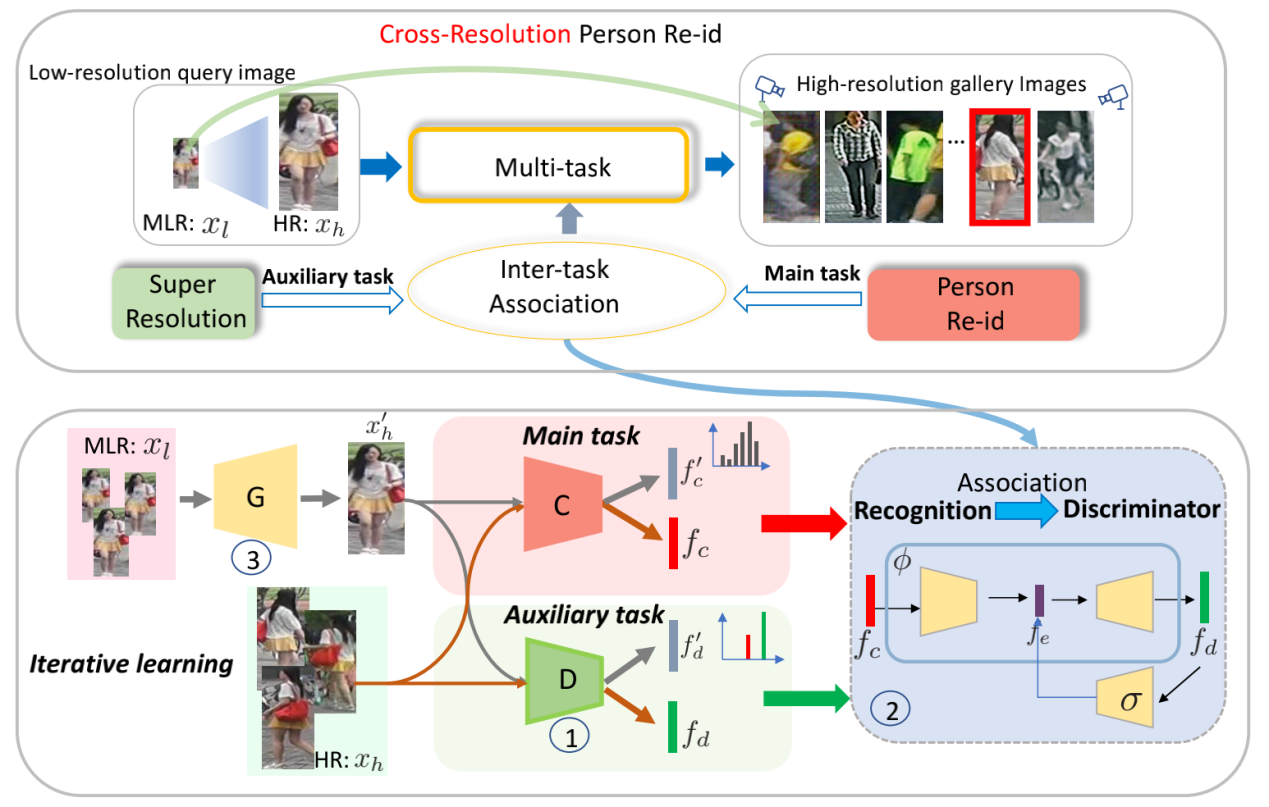 Cross-Resolution Person Re-id
Low-resolution query image
High-resolution gallery Images
...
Multi-task
MLR: x_l
HR: x_h
Inter-task
Association
Auxiliary task
Main task
Super
Resolution
Person
Re-id
MLR: x_l
x'_h
G
3
Main task
C
f'_c
f_c
Iterative learning
HR: x_h
Auxiliary task
D
1
f'_d
f_d
Association
Recognition
Discriminator
ϕ
f_c
f_e
f_d
σ
2